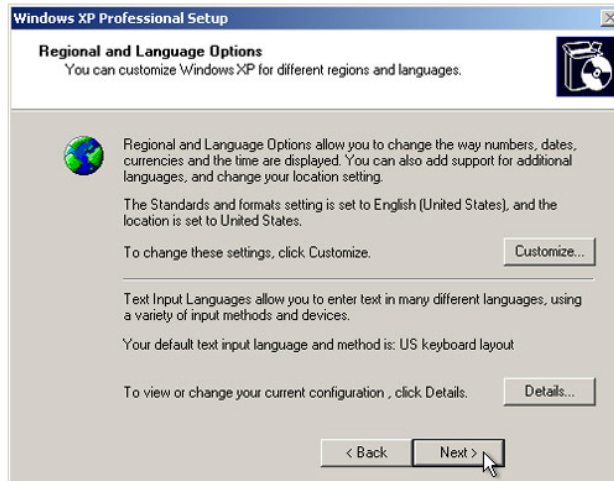 Windows XP Professional Setup
Regional and Language Options
You can customize Windows XP for different regions and languages.
Regional and Language Options allow you to change the way numbers, dates,
currencies and the time are displayed. You can also add support for additional
languages, and change your location setting.
The Standards and formats setting is set to English (United States), and the
location is set to United States.
To change these settings, click Customize.
Customize...
Text Input Languages allow you to enter text in many different languages, using
a variety of input methods and devices.
Your default text input language and method is: US keyboard layout
To view or change your current configuration , click Details.
Details...
< Back
Next >